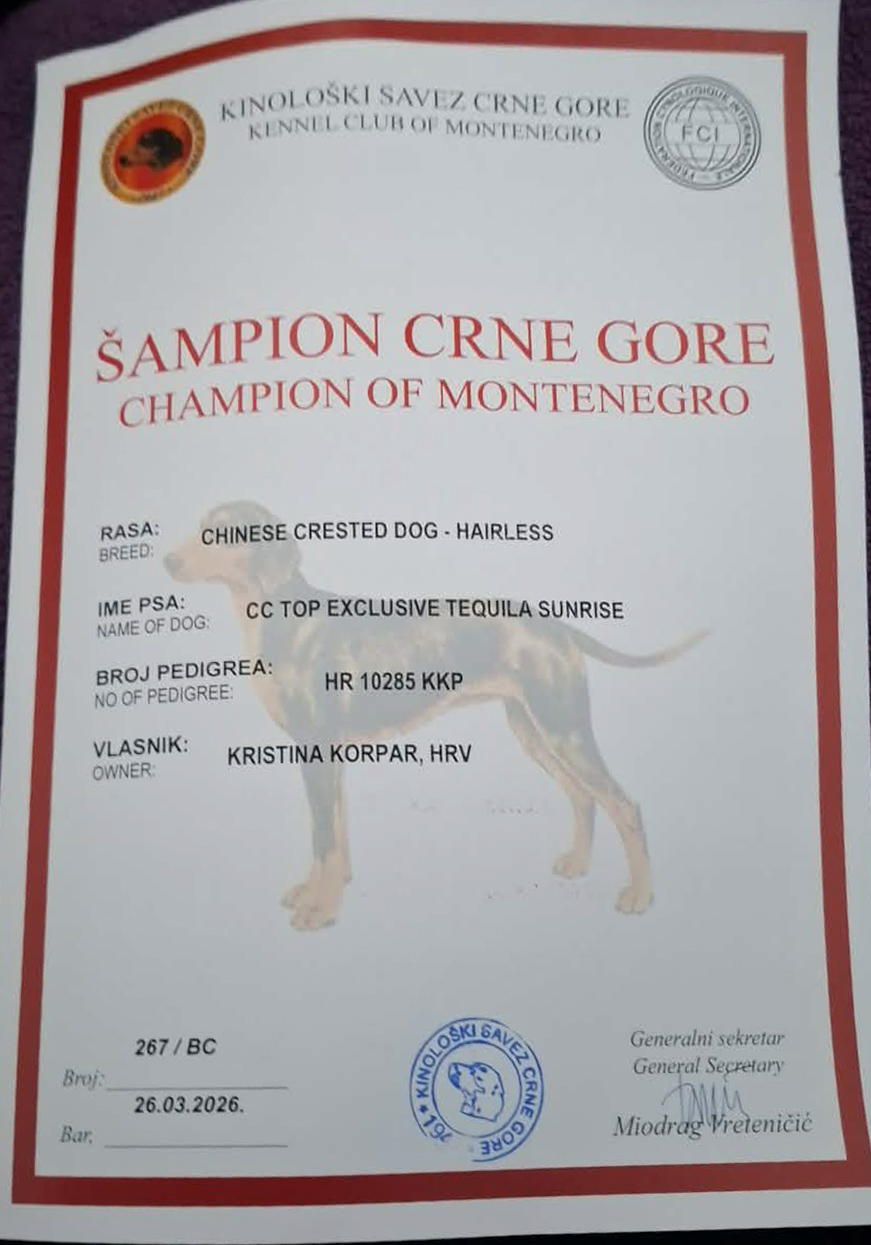 KINOLOŠKI SAVEZ CRNE GORE
KENNEL CLUB OF MONTENEGRO
FEDERATION CYNOLOGIQUE INTERNATIONALE
FCI
ŠAMPION CRNE GORE
CHAMPION OF MONTENEGRO
RASA: CHINESE CRESTED DOG - HAIRLESS
BREED:
IME PSA: CC TOP EXCLUSIVE TEQUILA SUNRISE
NAME OF DOG:
BROJ PEDIGREA: HR 10285 KKP
NO OF PEDIGREE:
VLASNIK: KRISTINA KORPAR, HRV
OWNER:
267 / BC
Broj:
26.03.2026.
Bar,
KINOLOŠKI SAVEZ CRNE GORE
Generalni sekretar
General Secretary
Miodrag Vreteničić